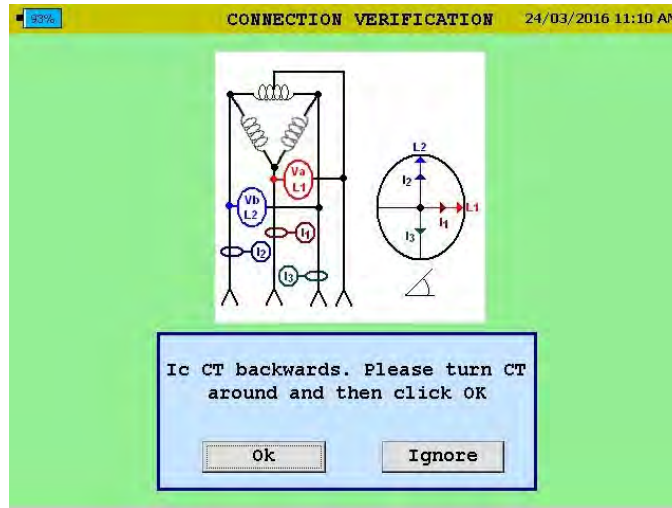 93%
CONNECTION VERIFICATION
24/03/2016 11:10 AM
Va
L1
Vb
L2
I2
I1
I3
L2
I2
L1
I1
I3
Ic CT backwards. Please turn CT
around and then click OK
Ok
Ignore